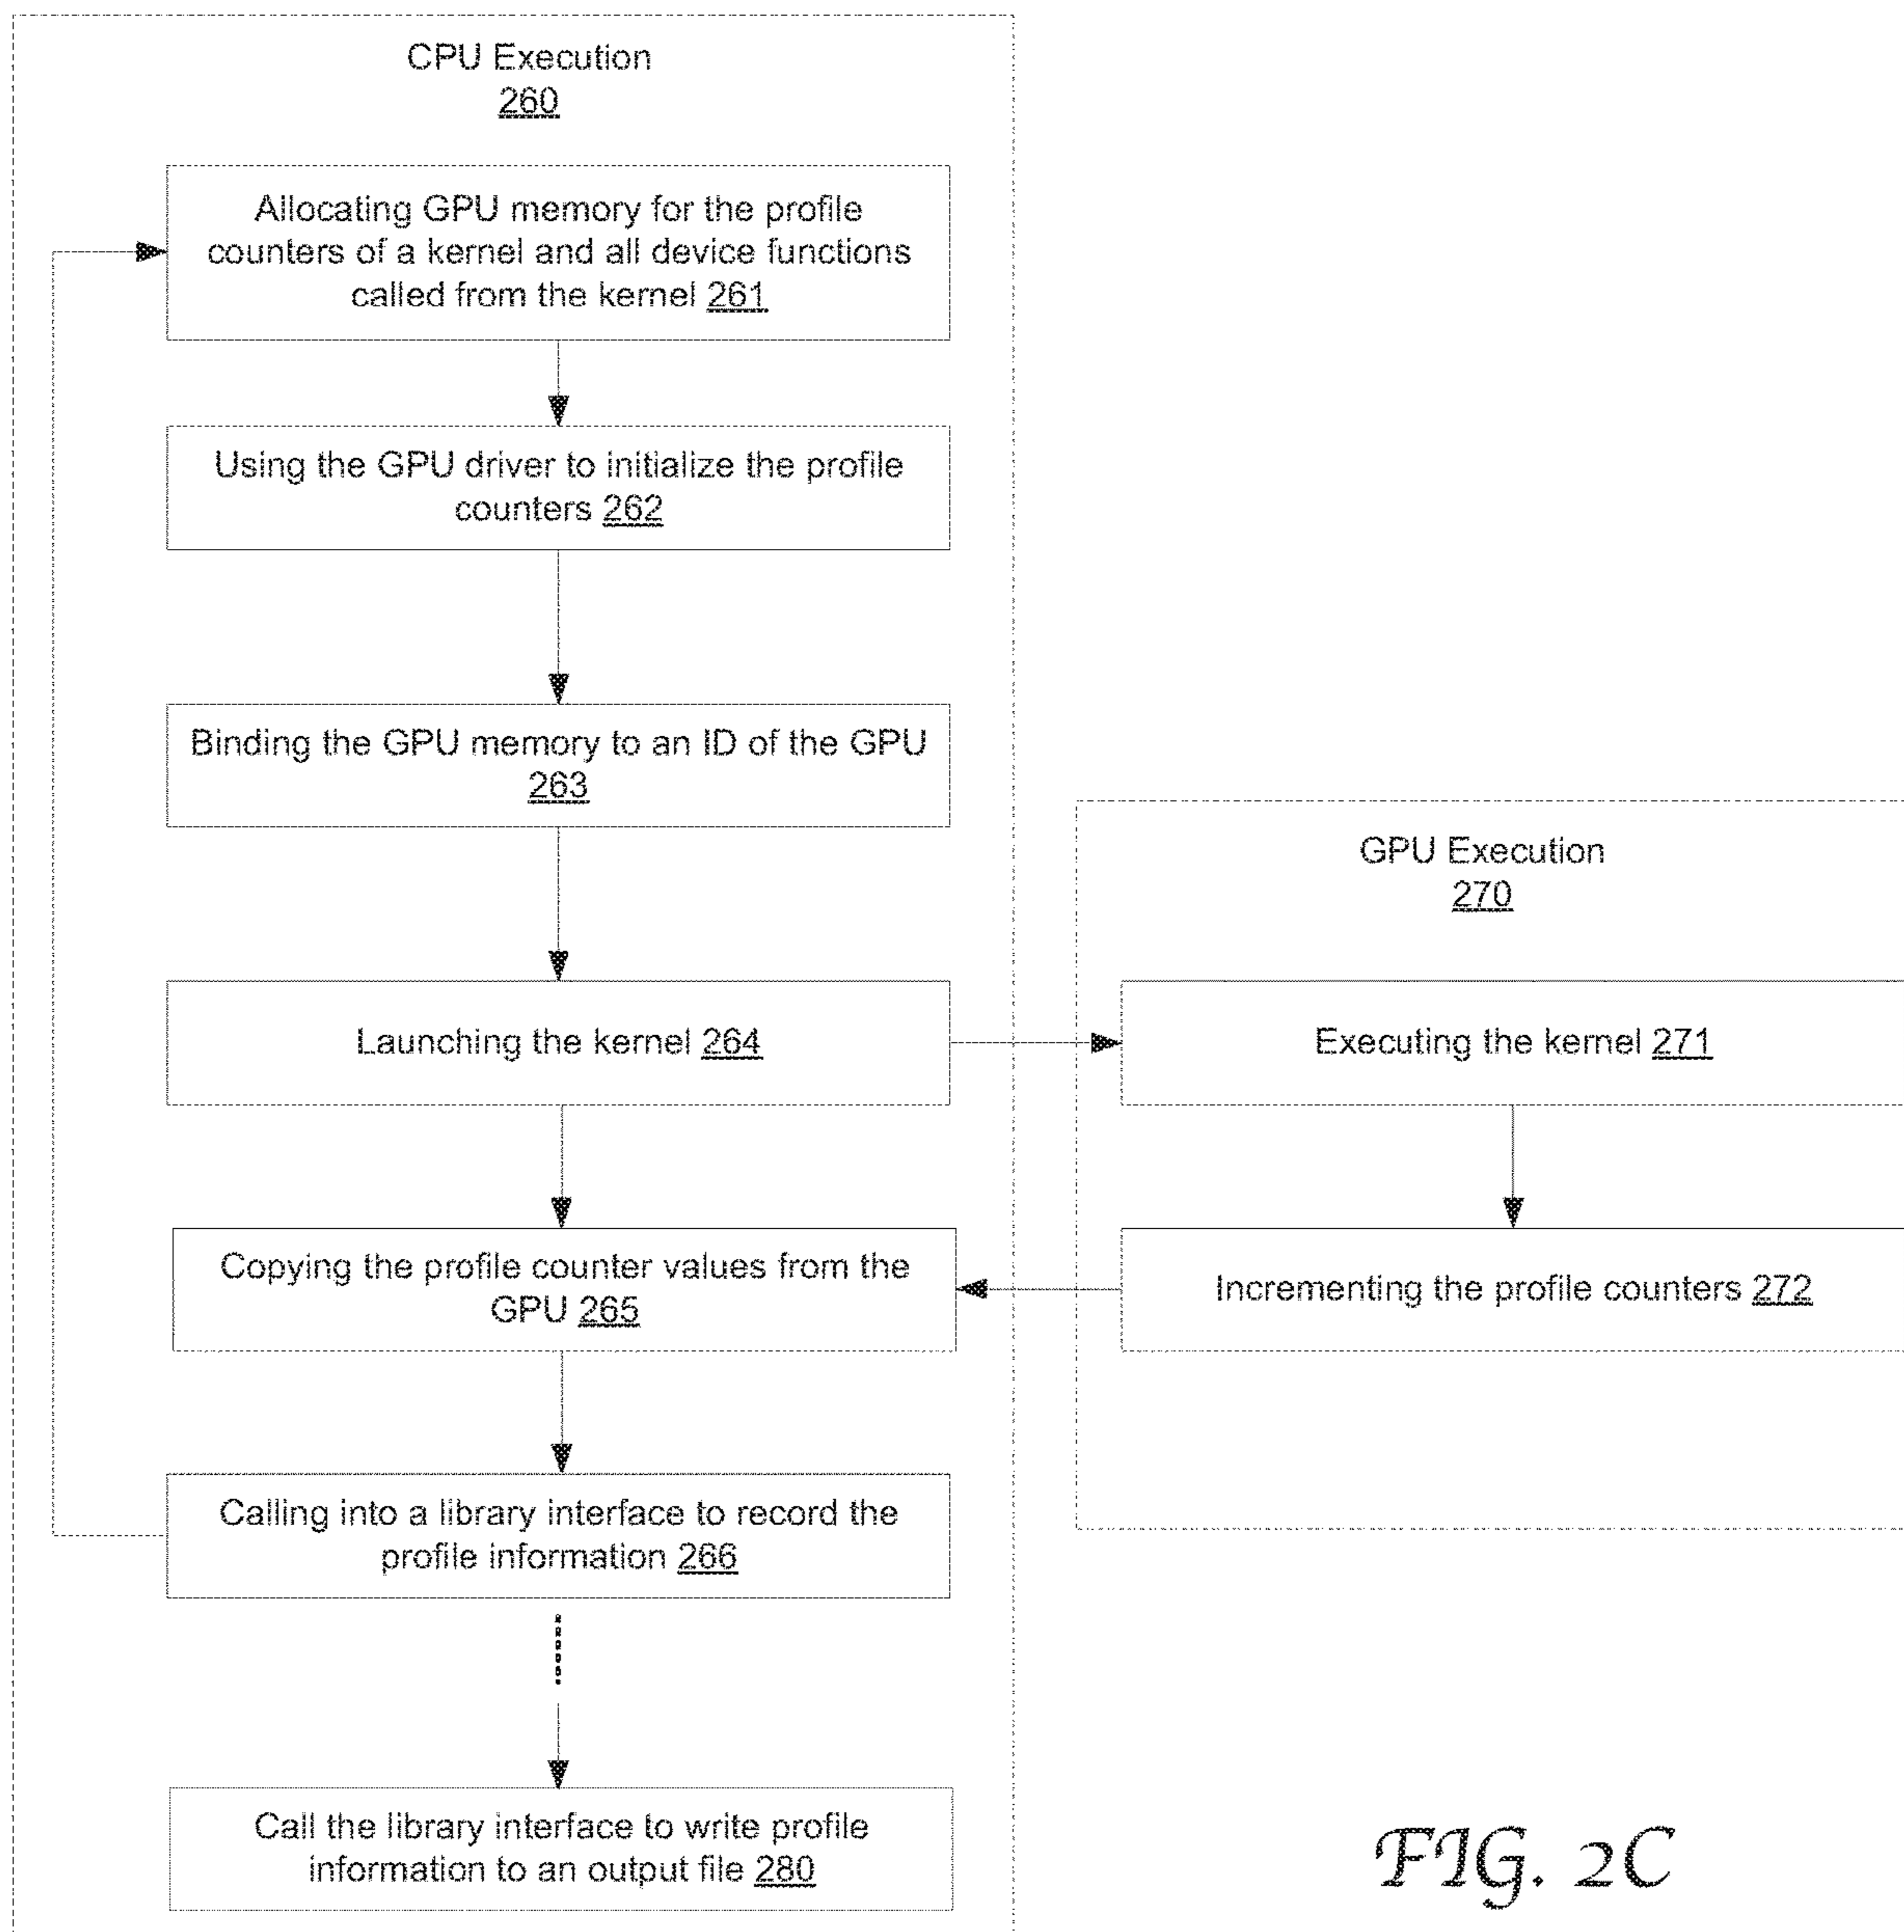 CPU Execution
260
Allocating GPU memory for the profile
counters of a kernel and all device functions
called from the kernel 261
Using the GPU driver to initialize the profile
counters 262
Binding the GPU memory to an ID of the GPU
263
Launching the kernel 264
Copying the profile counter values from the
GPU 265
Calling into a library interface to record the
profile information 266
Call the library interface to write profile
information to an output file 280
GPU Execution
270
Executing the kernel 271
Incrementing the profile counters 272
FIG. 2C